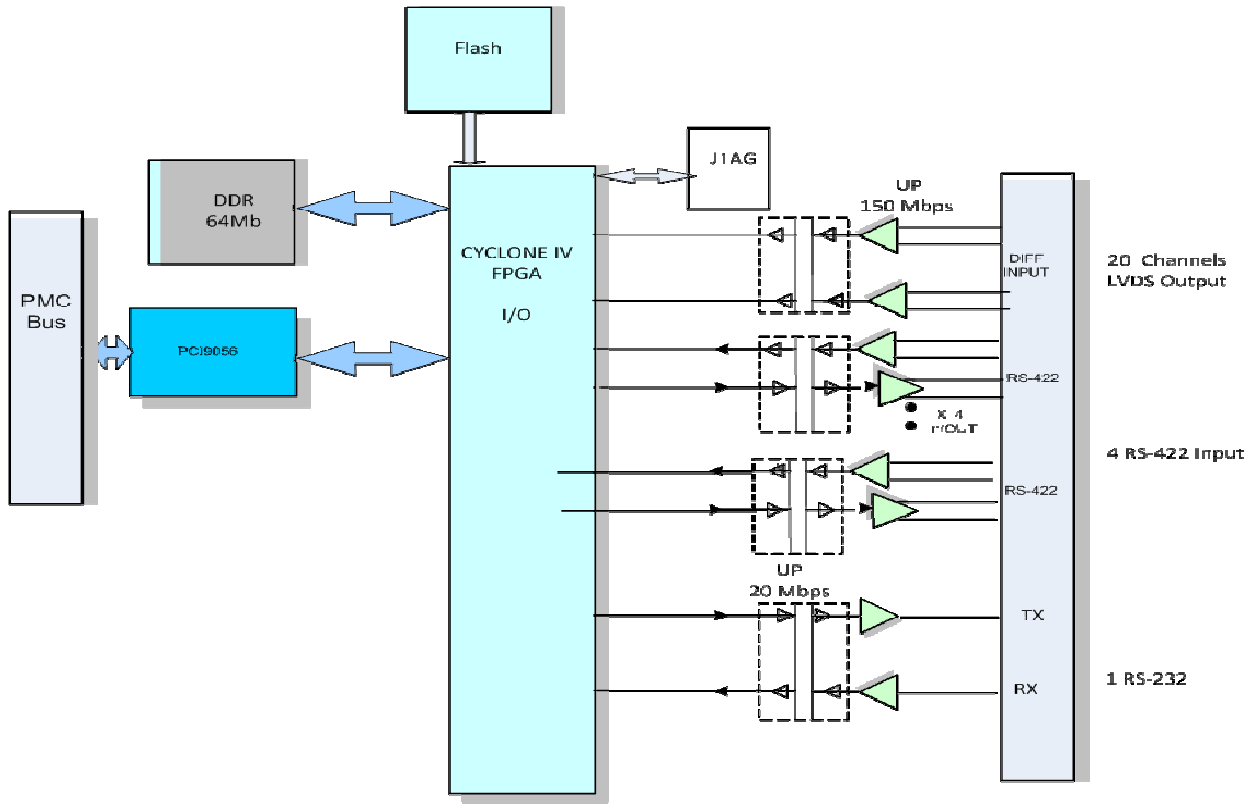 Flash
JTAG
DDR
64Mb
UP
150 Mbps
CYCLONE IV
FPGA
I/O
DIFF
INPUT
20 Channels
LVDS Output
PMC
Bus
PCI9056
RS-422
X 4
4 RS-422 Input
RS-422
UP
20 Mbps
TX
RX
1 RS-232